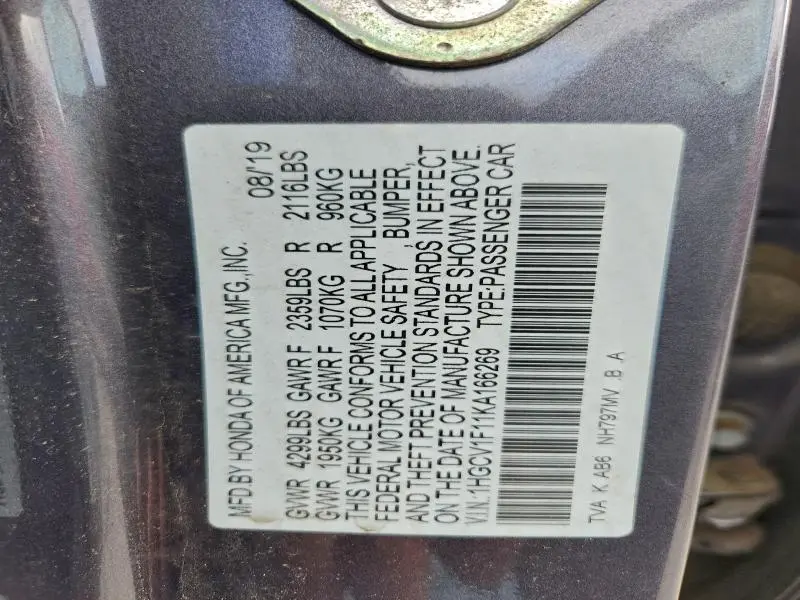 MFD BY HONDA OF AMERICA MFG.,INC. 08/'19
GVWR 4299LBS GAWR F 2359LBS R 2116LBS
GVWR 1950KG GAWR F 1070KG R 960KG
THIS VEHICLE CONFORMS TO ALL APPLICABLE
FEDERAL MOTOR VEHICLE SAFETY ,BUMPER,
AND THEFT PREVENTION STANDARDS IN EFFECT
ON THE DATE OF MANUFACTURE SHOWN ABOVE.
V.I.N.:1HGCV1F11KA166269 TYPE:PASSENGER CAR
TVA K AB6 NH797MV .B A